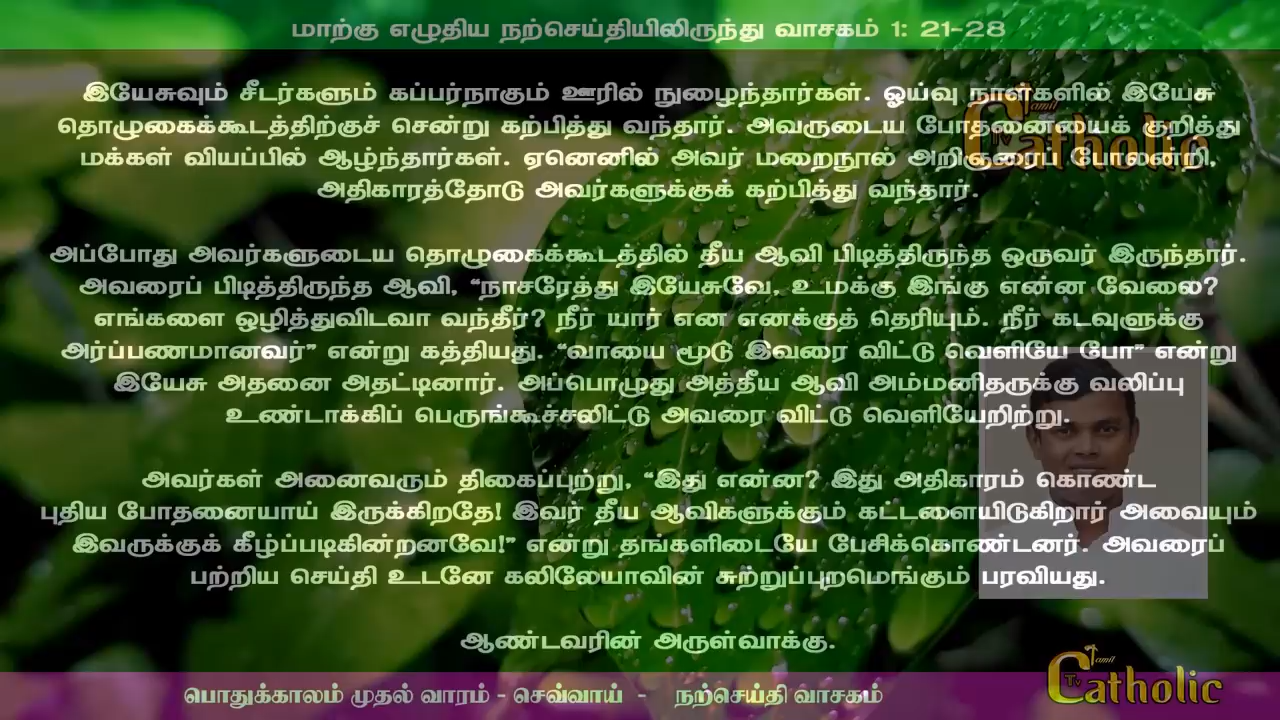 மாற்கு எழுதிய நற்செய்தியிலிருந்து வாசகம் 1: 21-28
இயேசுவும் சீடர்களும் கப்பர்நாகும் ஊரில் நுழைந்தார்கள். ஓய்வு நாள்களில் இயேசு
தொழுகைக்கூடத்திற்குச் சென்று கற்பித்து வந்தார். அவருடைய போதனையைக் குறித்து
மக்கள் வியப்பில் ஆழ்ந்தார்கள். ஏனெனில் அவர் மறைநூல் அறிஞரைப் போலன்றி,
அதிகாரத்தோடு அவர்களுக்குக் கற்பித்து வந்தார்.
அப்போது அவர்களுடைய தொழுகைக்கூடத்தில் தீய ஆவி பிடித்திருந்த ஒருவர் இருந்தார்.
அவரைப் பிடித்திருந்த ஆவி, “நாசரேத்து இயேசுவே, உமக்கு இங்கு என்ன வேலை?
எங்களை ஒழித்துவிடவா வந்தீர்? நீர் யார் என எனக்குத் தெரியும். நீர் கடவுளுக்கு
அர்ப்பணமானவர்” என்று கத்தியது. “வாயை மூடு இவரை விட்டு வெளியே போ” என்று
இயேசு அதனை அதட்டினார். அப்பொழுது அத்தீய ஆவி அம்மனிதருக்கு வலிப்பு
உண்டாக்கிப் பெருங்கூச்சலிட்டு அவரை விட்டு வெளியேறிற்று.
அவர்கள் அனைவரும் திகைப்புற்று, “இது என்ன? இது அதிகாரம் கொண்ட
புதிய போதனையாய் இருக்கிறதே! இவர் தீய ஆவிகளுக்கும் கட்டளையிடுகிறார் அவையும்
இவருக்குக் கீழ்ப்படிகின்றனவே!” என்று தங்களிடையே பேசிக்கொண்டனர். அவரைப்
பற்றிய செய்தி உடனே கலிலேயாவின் சுற்றுப்புறமெங்கும் பரவியது.
ஆண்டவரின் அருள்வாக்கு.
பொதுக்காலம் முதல் வாரம் - செவ்வாய் - நற்செய்தி வாசகம்
Tamil Catholic Tv
Tamil Catholic Tv